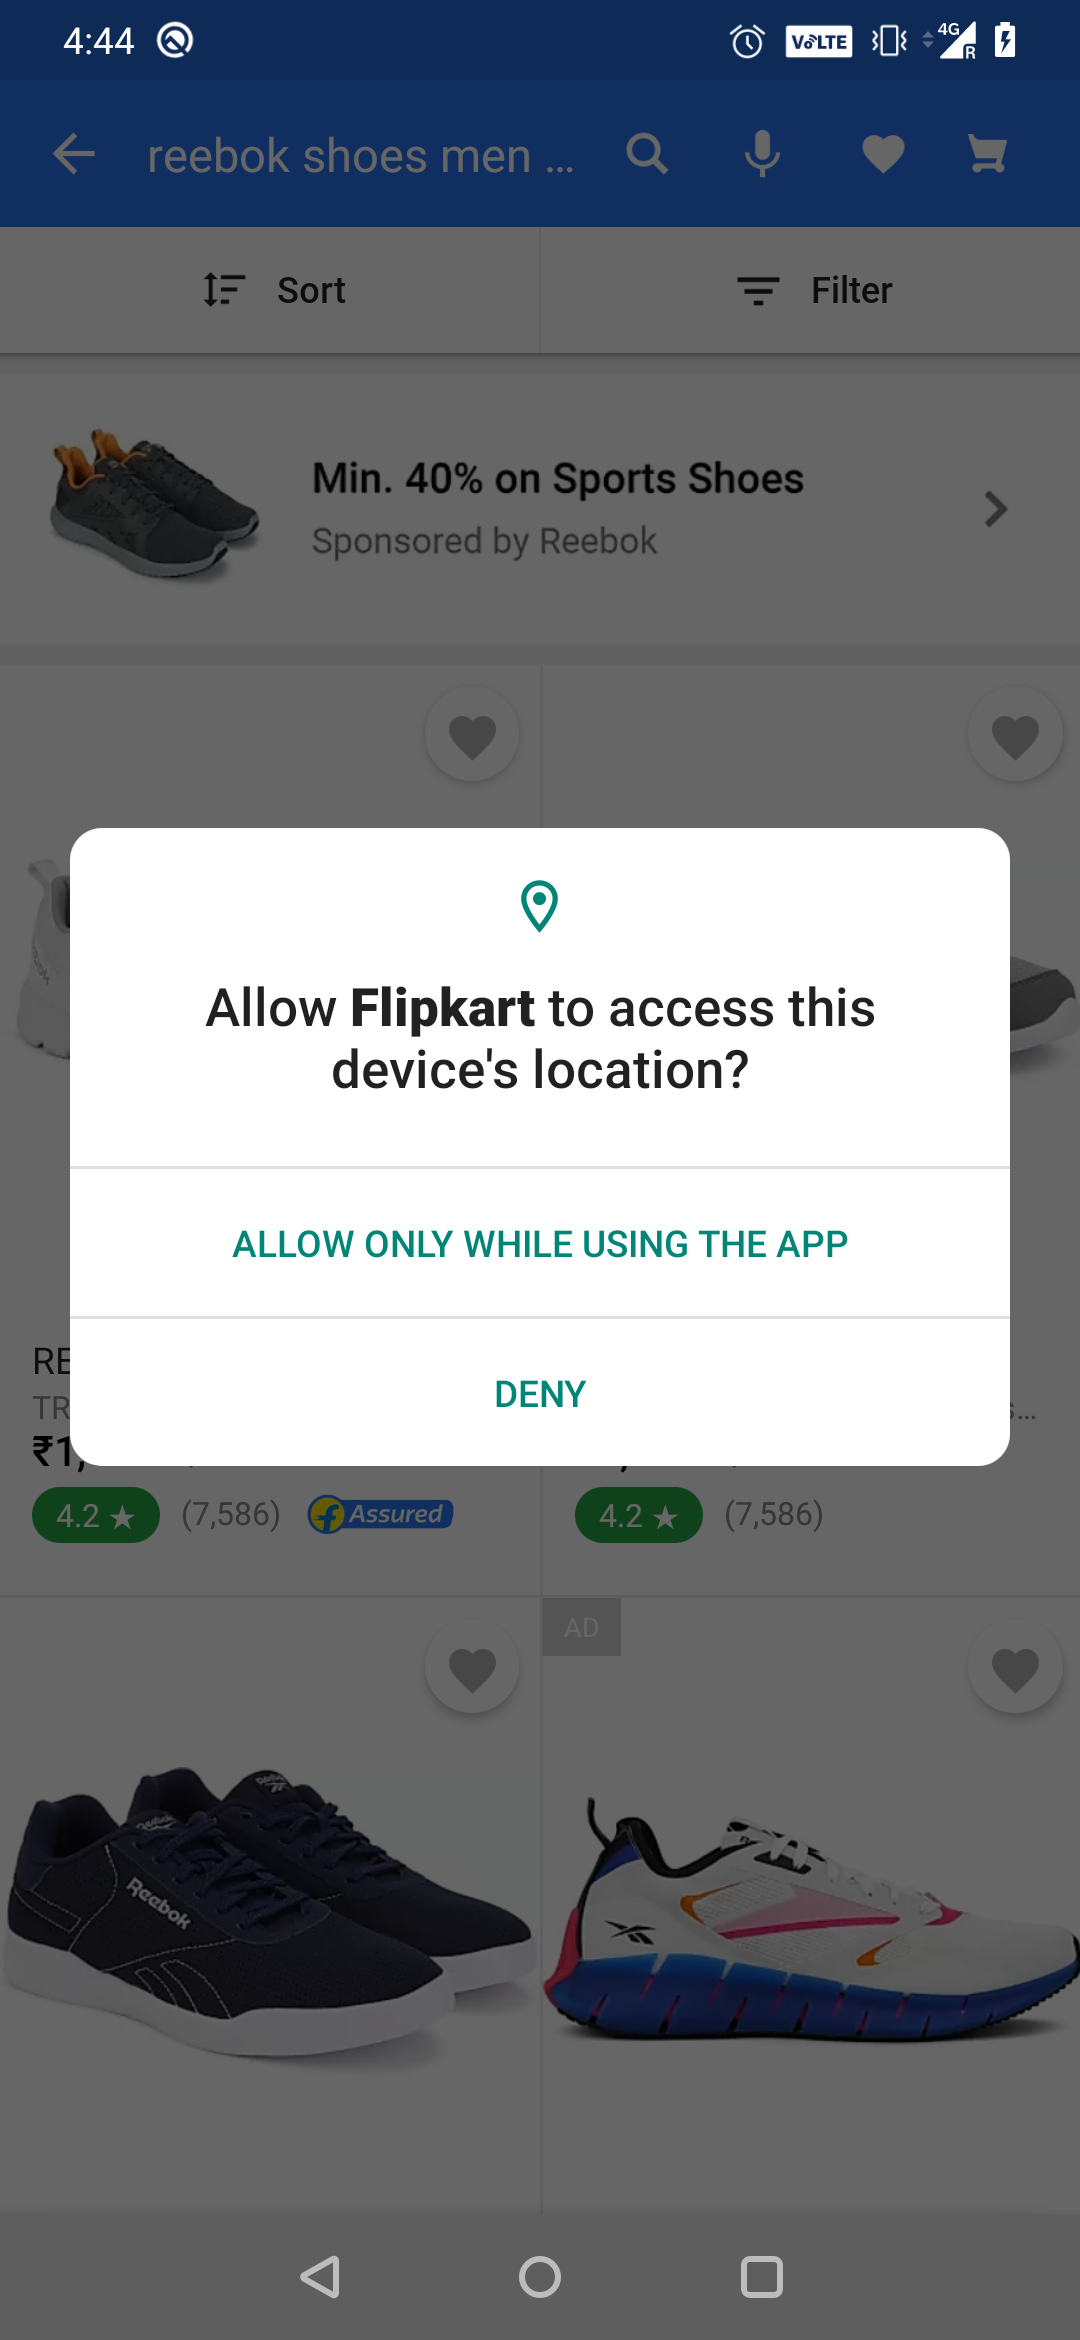 4:44
VoLTE
4G
R
reebok shoes men ...
Sort
Filter
Min. 40% on Sports Shoes
Sponsored by Reebok
Allow Flipkart to access this
device's location?
ALLOW ONLY WHILE USING THE APP
DENY
RE
TR
₹1,
4.2 ★ (7,586) Assured
4.2 ★ (7,586)
AD
Reebok